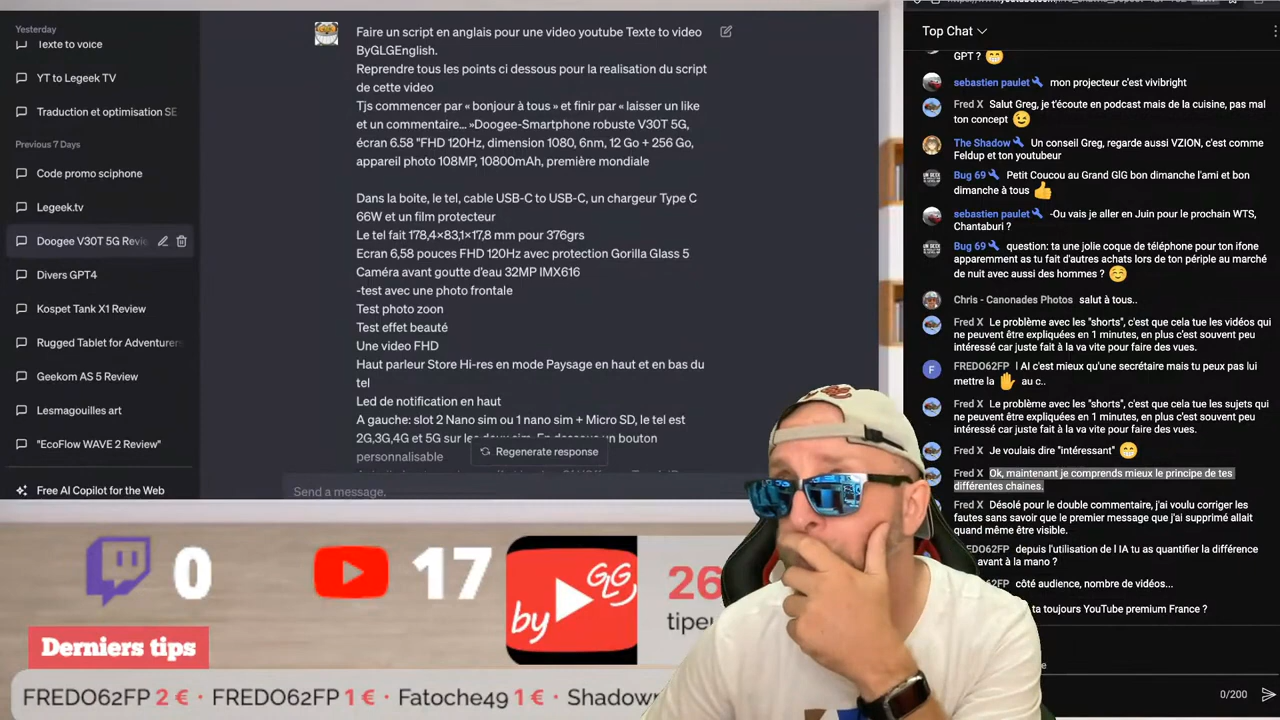 Yesterday
Texte to voice
YT to Legeek TV
Traduction et optimisation SE
Previous 7 Days
Code promo sciphone
Legeek.tv
Doogee V30T 5G Revie
Divers GPT4
Kospet Tank X1 Review
Rugged Tablet for Adventurers
Geekom AS 5 Review
Lesmagouilles art
"EcoFlow WAVE 2 Review"
Free AI Copilot for the Web
Faire un script en anglais pour une video youtube Texte to video
ByGLGEnglish.
Reprendre tous les points ci dessous pour la realisation du script
de cette video
Tjs commencer par « bonjour à tous » et finir par « laisser un like
et un commentaire... »Doogee-Smartphone robuste V30T 5G,
écran 6.58 "FHD 120Hz, dimension 1080, 6nm, 12 Go + 256 Go,
appareil photo 108MP, 10800mAh, première mondiale
Dans la boite, le tel, cable USB-C to USB-C, un chargeur Type C
66W et un film protecteur
Le tel fait 178,4×83,1×17,8 mm pour 376grs
Ecran 6,58 pouces FHD 120Hz avec protection Gorilla Glass 5
Caméra avant goutte d'eau 32MP IMX616
-test avec une photo frontale
Test photo zoon
Test effet beauté
Une video FHD
Haut parleur Store Hi-res en mode Paysage en haut et en bas du
tel
Led de notification en haut
A gauche: slot 2 Nano sim ou 1 nano sim + Micro SD, le tel est
2G,3G,4G et 5G sur les deux sim. En dessous un bouton
personnalisable
Regenerate response
Send a message.
Top Chat
GPT ?
sebastien paulet mon projecteur c'est vivibright
Fred X Salut Greg, je t'écoute en podcast mais de la cuisine, pas mal
ton concept
The Shadow Un conseil Greg, regarde aussi VZION, c'est comme
Feldup et ton youtubeur
Bug 69 Petit Coucou au Grand GlG bon dimanche l'ami et bon
dimanche à tous
sebastien paulet -Ou vais je aller en Juin pour le prochain WTS,
Chantaburi ?
Bug 69 question: ta une jolie coque de téléphone pour ton ifone
apparemment as tu fait d'autres achats lors de ton périple au marché
de nuit avec aussi des hommes ?
Chris - Canonades Photos salut à tous..
Fred X Le problème avec les "shorts", c'est que cela tue les vidéos qui
ne peuvent être expliquées en 1 minutes, en plus c'est souvent peu
intéressé car juste fait à la va vite pour faire des vues.
F FREDO62FP l AI c'est mieux qu'une secrétaire mais tu peux pas lui
mettre la au c..
Fred X Le problème avec les "shorts", c'est que cela tue les sujets qui
ne peuvent être expliquées en 1 minutes, en plus c'est souvent peu
intéressé car juste fait à la va vite pour faire des vues.
Fred X Je voulais dire "intéressant"
Fred X Ok, maintenant je comprends mieux le principe de tes
différentes chaines.
Fred X Désolé pour le double commentaire, j'ai voulu corriger les
fautes sans savoir que le premier message que j'ai supprimé allait
quand même être visible.
depuis l'utilisation de l IA tu as quantifier la différence
avant à la mano ?
côté audience, nombre de vidéos...
ta toujours YouTube premium France ?
0/200
0
17
by GLG
26
Derniers tips
FREDO62FP 2 € · FREDO62FP 1 € · Fatoche49 1 € ·